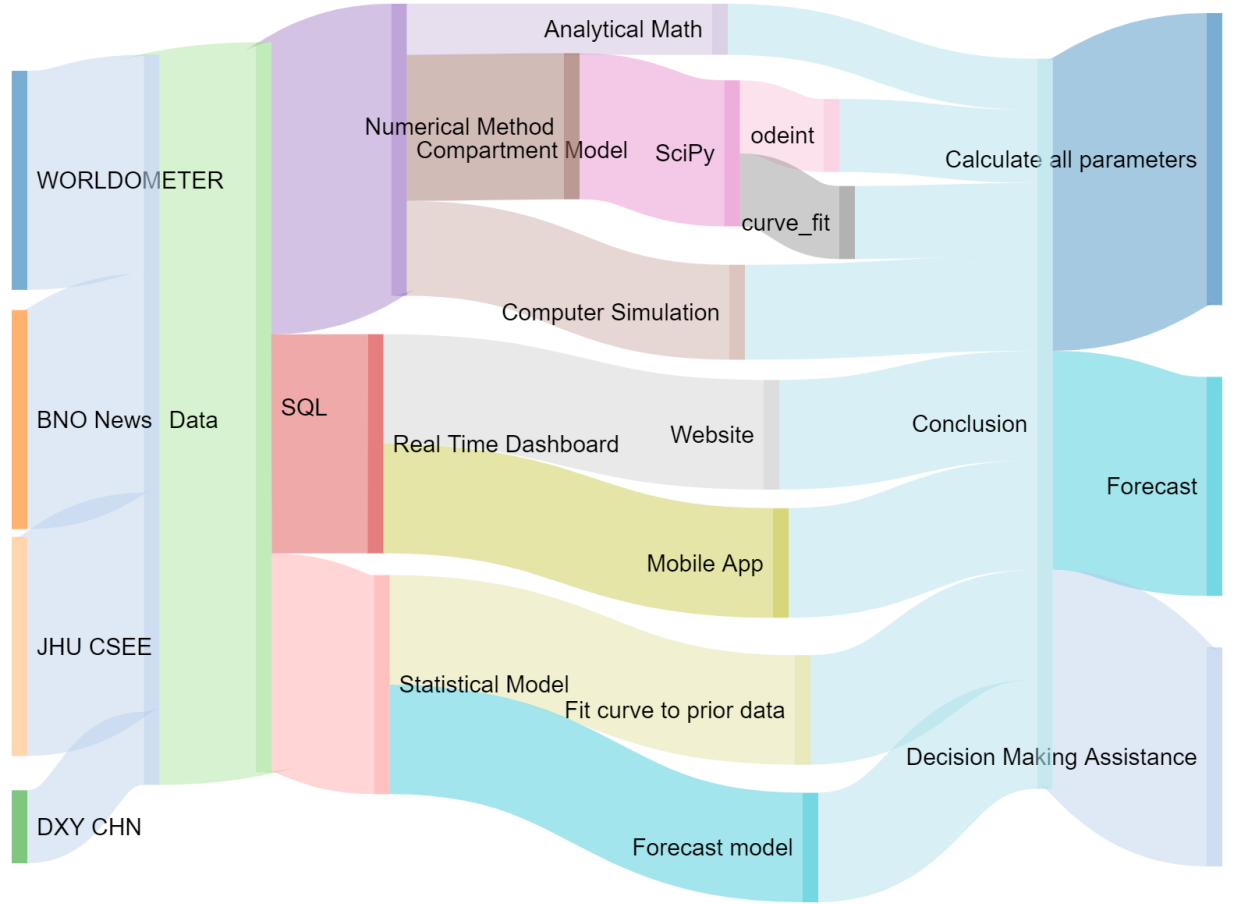 WORLDOMETER
BNO News
JHU CSEE
DXY CHN
Data
SQL
Compartment Model
Real Time Dashboard
Statistical Model
Analytical Math
Numerical Method
Computer Simulation
SciPy
odeint
curve_fit
Website
Mobile App
Fit curve to prior data
Forecast model
Conclusion
Calculate all parameters
Forecast
Decision Making Assistance